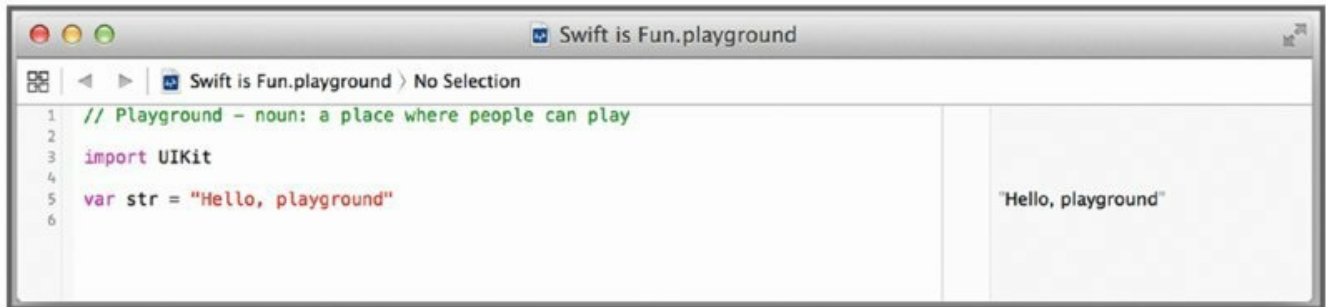 Swift is Fun.playground
Swift is Fun.playground 〉 No Selection
1 // Playground – noun: a place where people can play
2
3 import UIKit
4
5 var str = "Hello, playground" "Hello, playground"
6